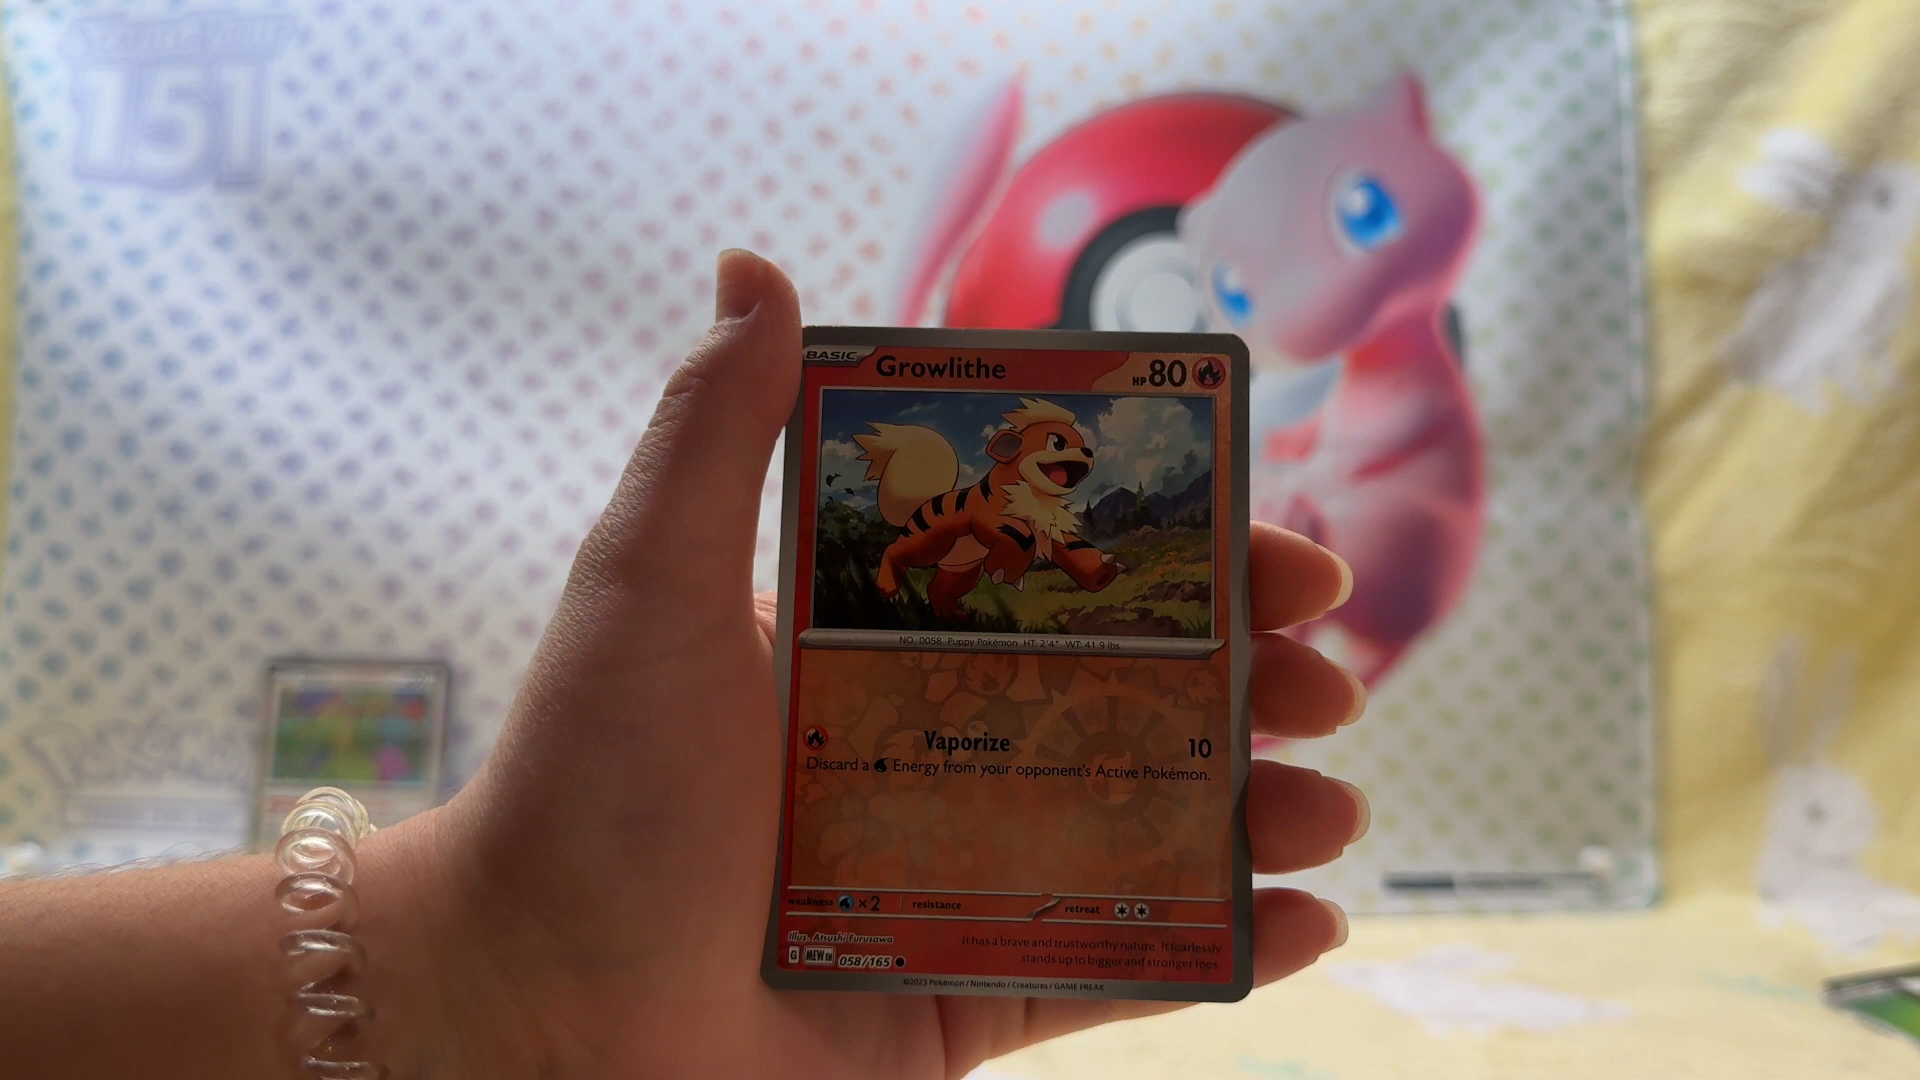 151
BASIC
Growlithe
HP 80
NO. 0058 Puppy Pokémon HT: 2'4" WT: 41.9 lbs.
Vaporize 10
Discard a Energy from your opponent's Active Pokémon.
weakness ×2 resistance retreat
Illus. Atsushi Furusawa
It has a brave and trustworthy nature. It fearlessly
stands up to bigger and stronger foes.
G MEW EN 058/165
©2023 Pokémon / Nintendo / Creatures / GAME FREAK